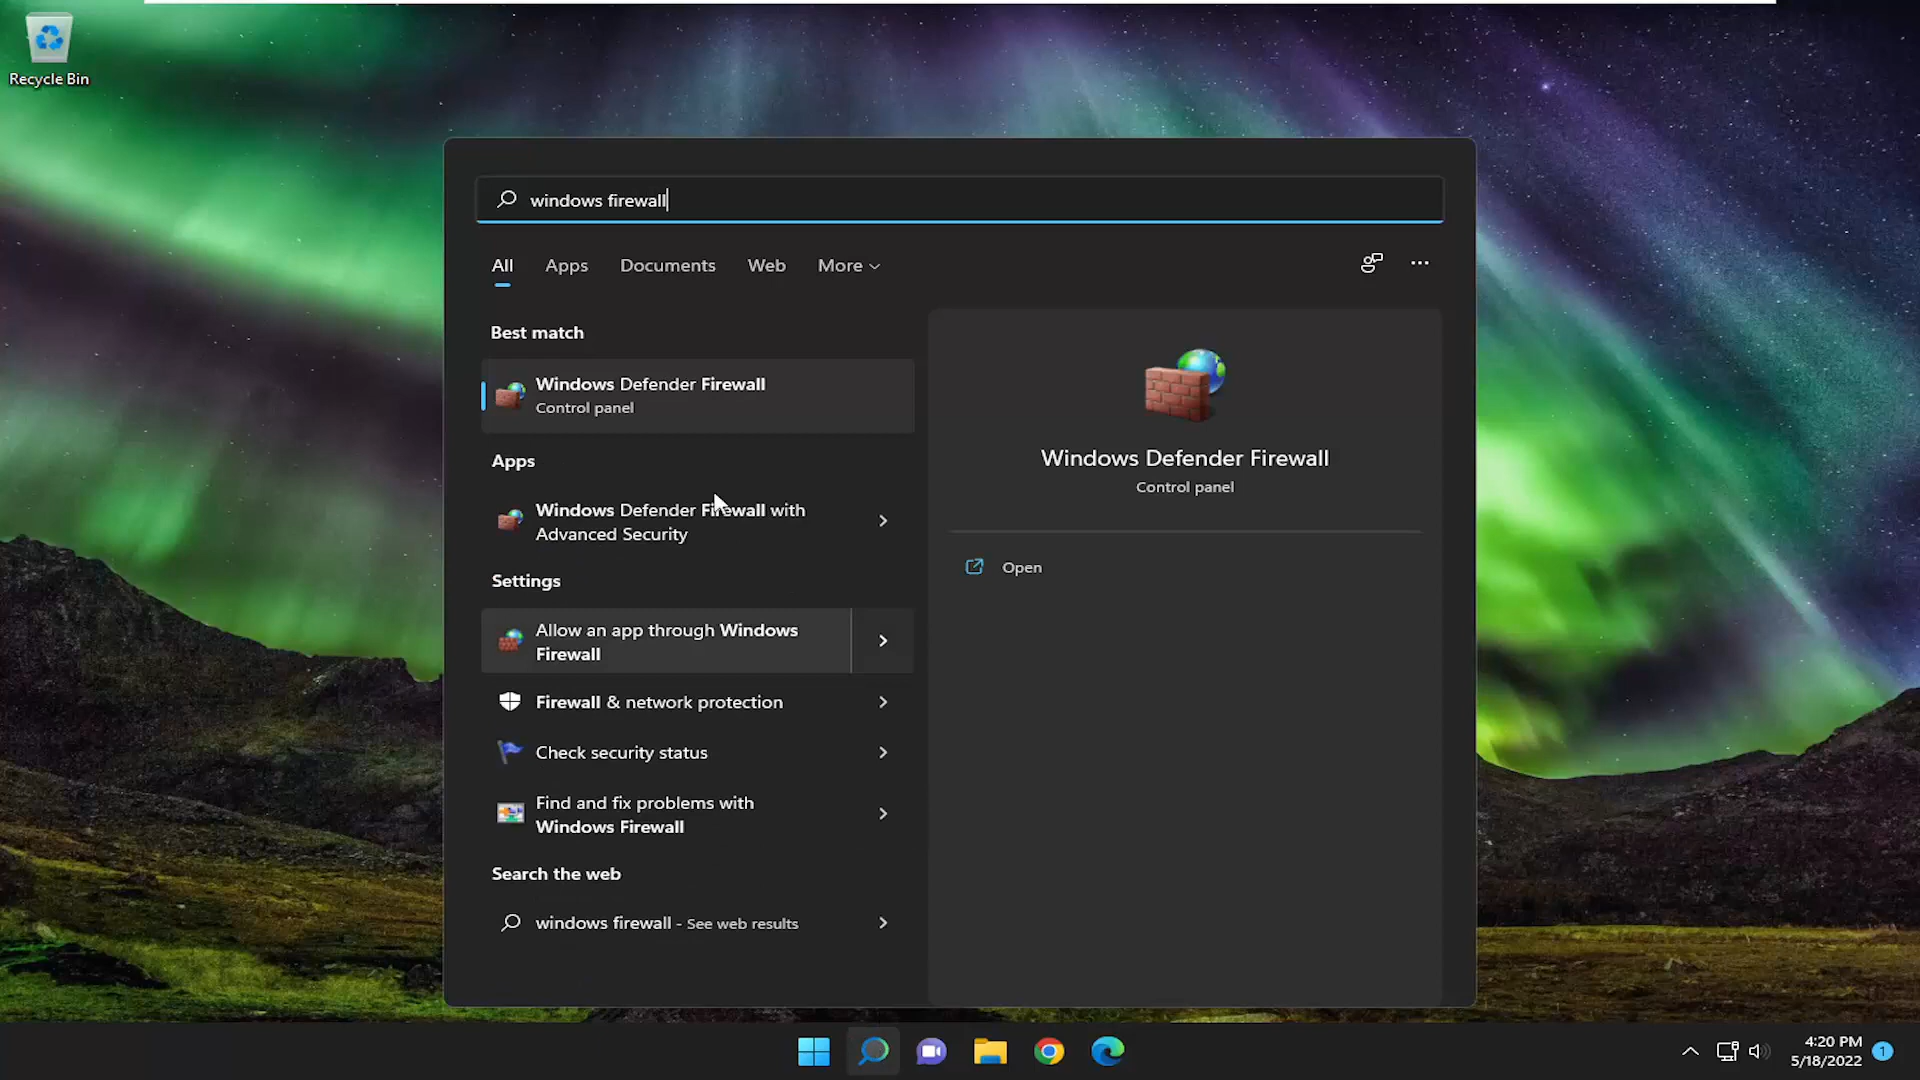 Recycle Bin
windows firewall
All
Apps
Documents
Web
More
Best match
Windows Defender Firewall
Control panel
Apps
Windows Defender Firewall with
Advanced Security
Settings
Allow an app through Windows
Firewall
Firewall & network protection
Check security status
Find and fix problems with
Windows Firewall
Search the web
windows firewall - See web results
Windows Defender Firewall
Control panel
Open
4:20 PM
5/18/2022
1